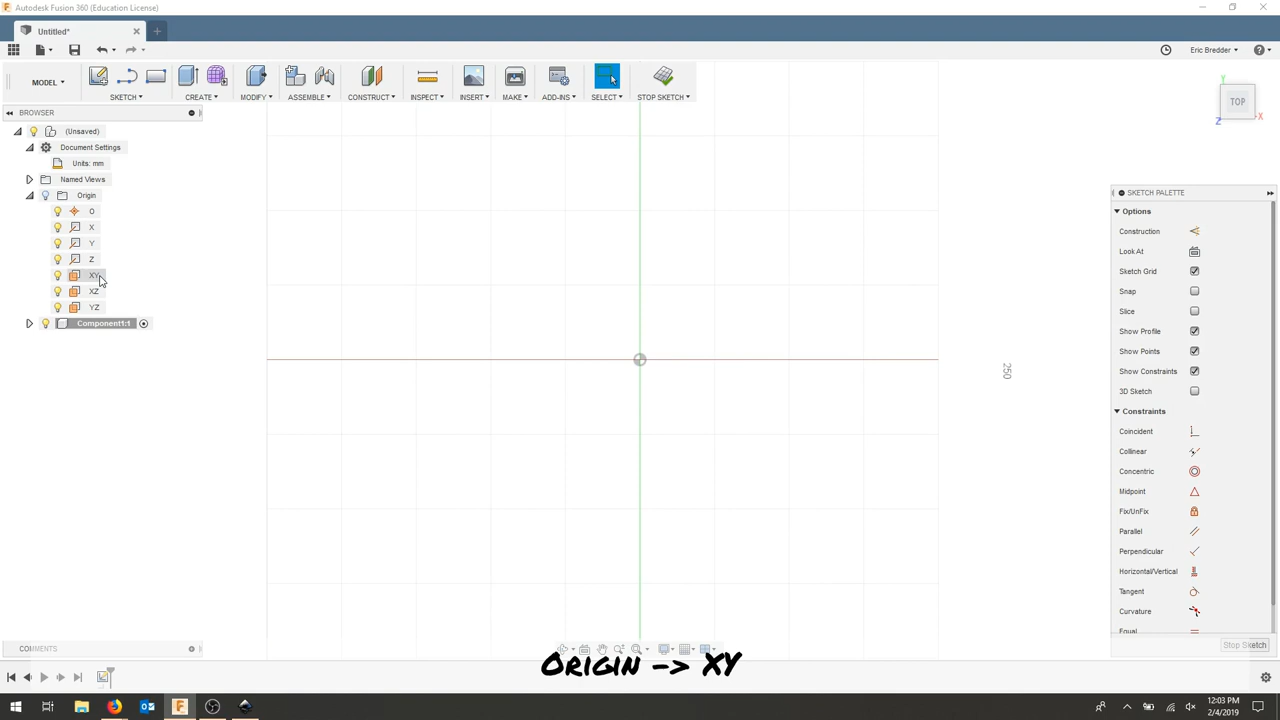 Autodesk Fusion 360 (Education License)
Untitled*
Eric Bredder
MODEL
SKETCH
CREATE
MODIFY
ASSEMBLE
CONSTRUCT
INSPECT
INSERT
MAKE
ADD-INS
SELECT
STOP SKETCH
BROWSER
(Unsaved)
Document Settings
Units: mm
Named Views
Origin
O
X
Y
Z
XY
XZ
YZ
Component1:1
250
Y
TOP
X
Z
SKETCH PALETTE
Options
Construction
Look At
Sketch Grid
Snap
Slice
Show Profile
Show Points
Show Constraints
3D Sketch
Constraints
Coincident
Collinear
Concentric
Midpoint
Fix/UnFix
Parallel
Perpendicular
Horizontal/Vertical
Tangent
Curvature
Equal
Stop Sketch
COMMENTS
ORIGIN -> XY
12:03 PM
2/4/2019